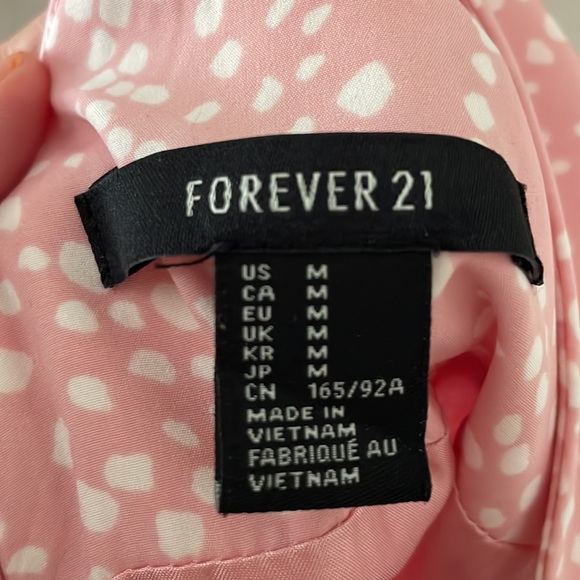 FOREVER 21
US M
CA M
EU M
UK M
KR M
JP M
CN 165/92A
MADE IN
VIETNAM
FABRIQUÉ AU
VIETNAM